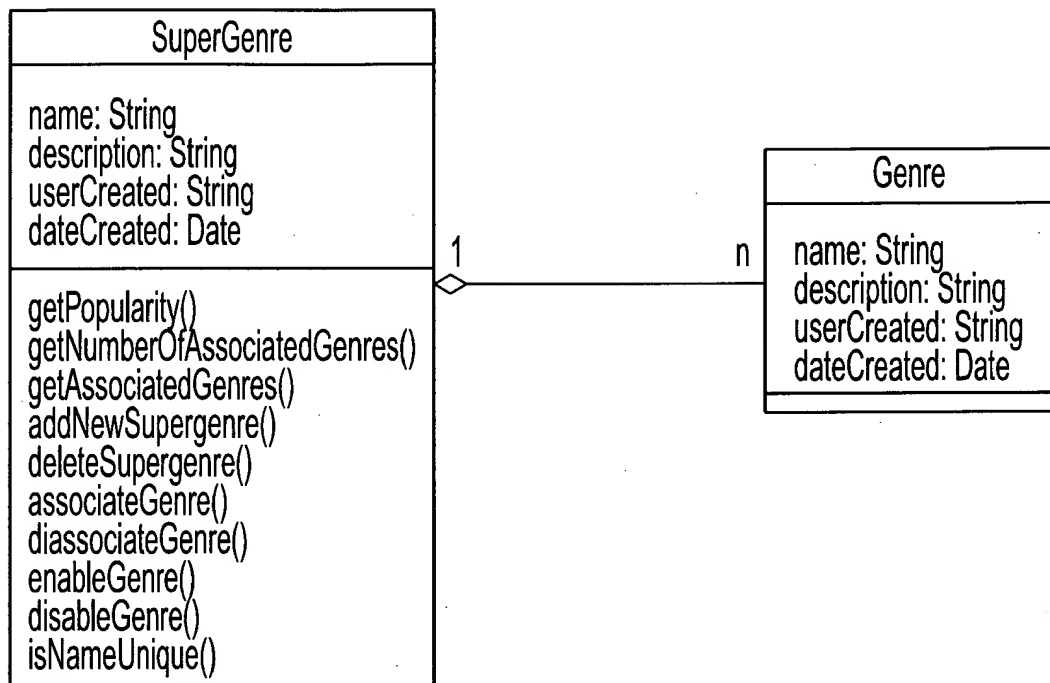 SuperGenre
name: String
description: String
userCreated: String
dateCreated: Date
getPopularity()
getNumberOfAssociatedGenres()
getAssociatedGenres()
addNewSupergenre()
deleteSupergenre()
associateGenre()
diassociateGenre()
enableGenre()
disableGenre()
isNameUnique()
1
n
Genre
name: String
description: String
userCreated: String
dateCreated: Date